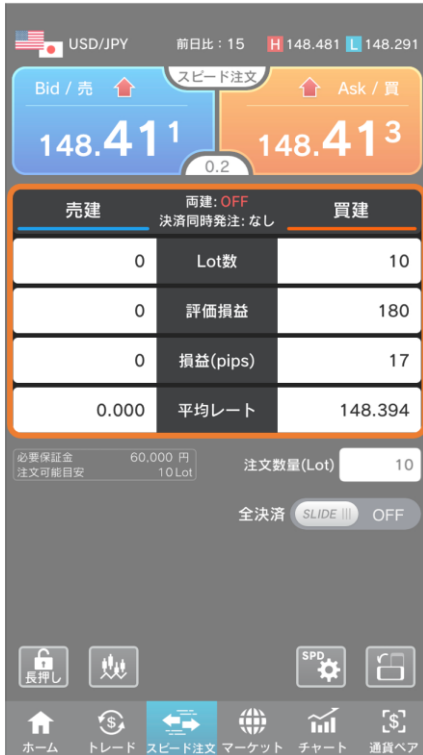 USD/JPY 前日比：15 H 148.481 L 148.291
Bid / 売 スピード注文 Ask / 買
148.411 148.413
0.2
売建 両建: OFF 買建
決済同時発注: なし
0 Lot数 10
0 評価損益 180
0 損益(pips) 17
0.000 平均レート 148.394
必要保証金 60,000 円
注文可能目安 10 Lot
注文数量(Lot) 10
全決済 SLIDE OFF
長押し SPD
ホーム トレード スピード注文 マーケット チャート 通貨ペア